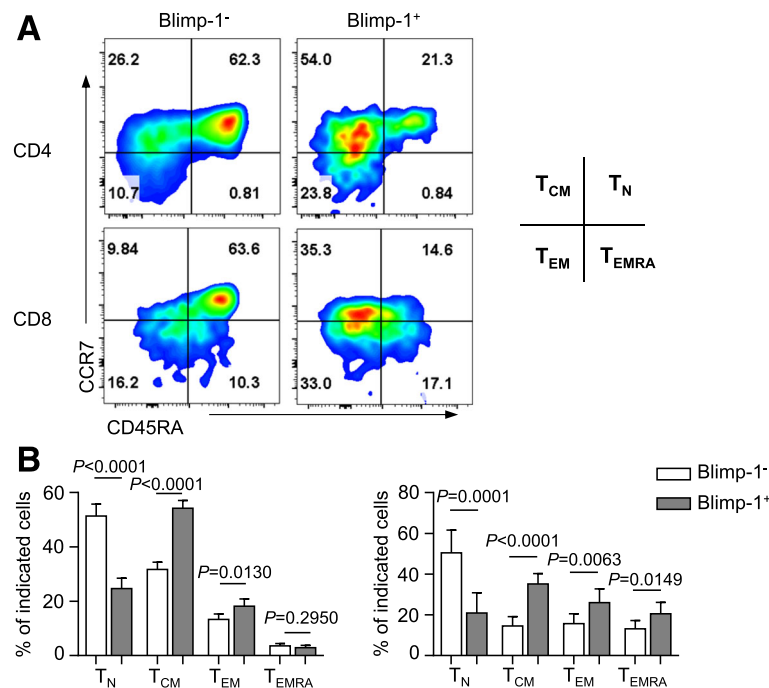 A
Blimp-1⁻ Blimp-1⁺
26.2 62.3 54.0 21.3
CD4
10.7 0.81 23.8 0.84
T_CM T_N
T_EM T_EMRA
9.84 63.6 35.3 14.6
CD8
16.2 10.3 33.0 17.1
CCR7
CD45RA
B
Blimp-1⁻
Blimp-1⁺
% of indicated cells
60
40
20
0
P<0.0001
P<0.0001
P=0.0130
P=0.2950
T_N T_CM T_EM T_EMRA
% of indicated cells
80
60
40
20
0
P=0.0001
P<0.0001
P=0.0063
P=0.0149
T_N T_CM T_EM T_EMRA